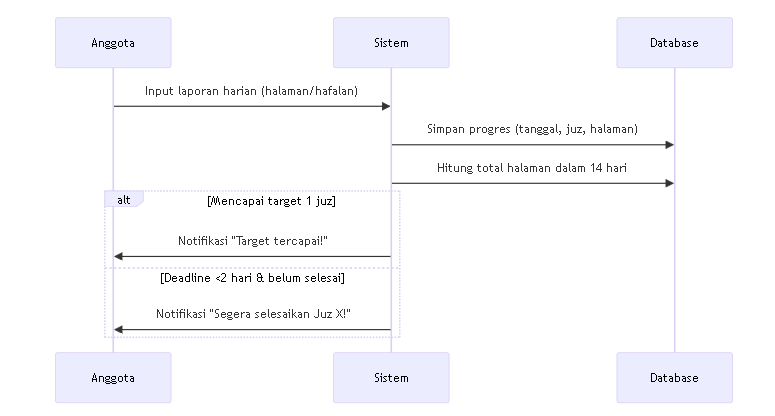 Anggota
Sistem
Database
Input laporan harian (halaman/hafalan)
Simpan progres (tanggal, juz, halaman)
Hitung total halaman dalam 14 hari
alt
[Mencapai target 1 juz]
Notifikasi "Target tercapai!"
[Deadline <2 hari & belum selesai]
Notifikasi "Segera selesaikan Juz X!"
Anggota
Sistem
Database